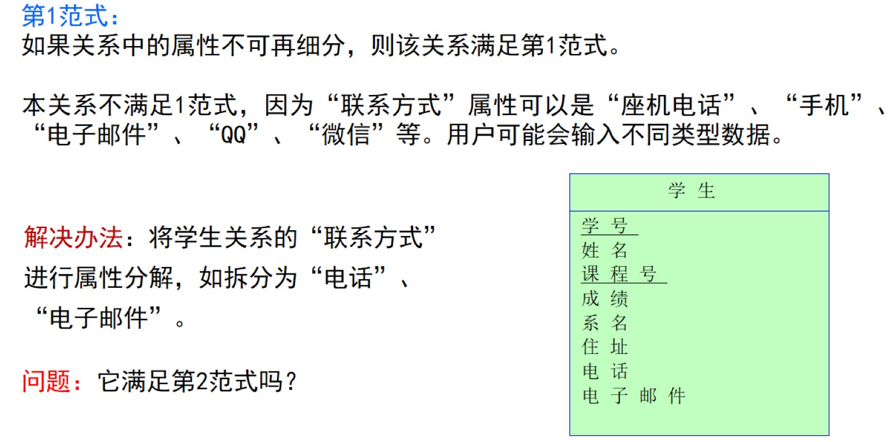 第1范式：
如果关系中的属性不可再细分，则该关系满足第1范式。
本关系不满足1范式，因为“联系方式”属性可以是“座机电话”、“手机”、
“电子邮件”、“QQ”、“微信”等。用户可能会输入不同类型数据。
解决办法：将学生关系的“联系方式”
进行属性分解，如拆分为“电话”、
“电子邮件”。
问题：它满足第2范式吗？
学生
学号
姓名
课程号
成绩
系名
住址
电话
电子邮件